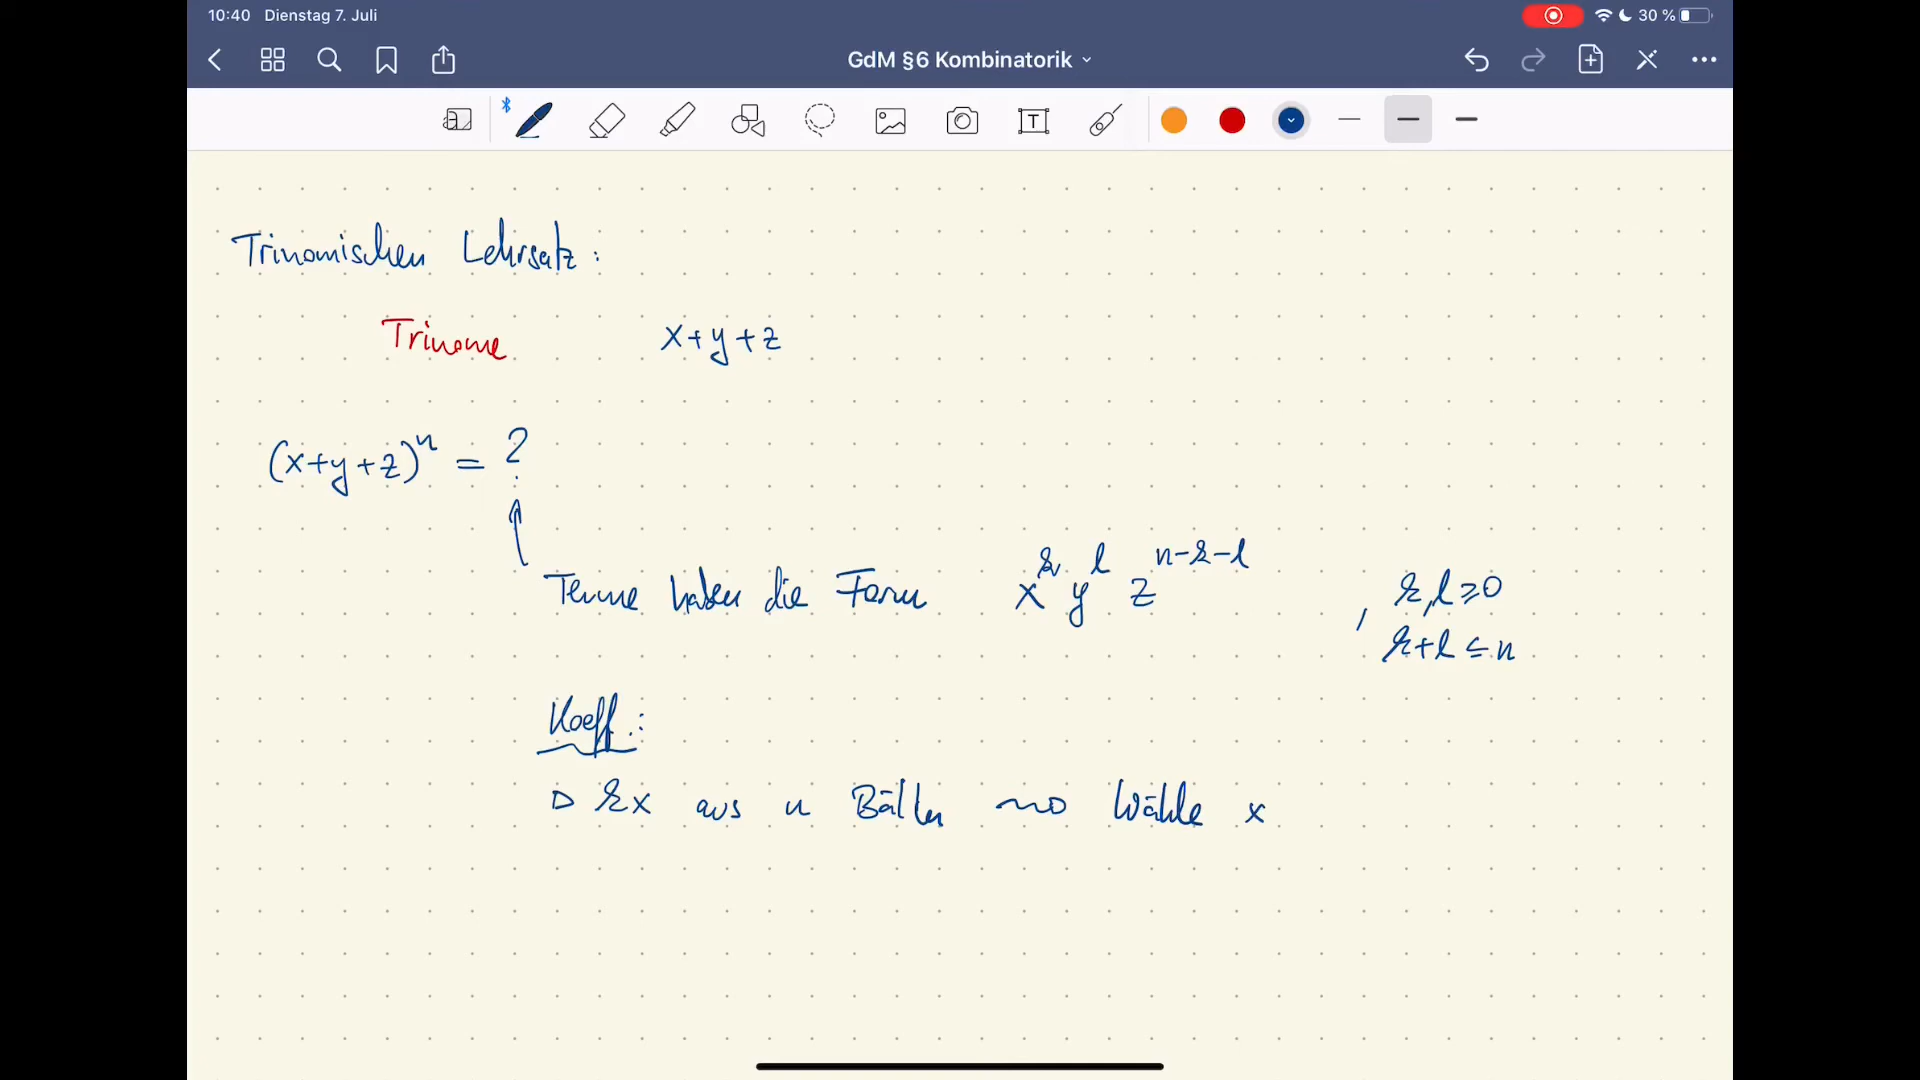 10:40 Dienstag 7. Juli
30 %
GdM §6 Kombinatorik
Trinomischen Lehrsatz:
Trinome x+y+z
(x+y+z)^n = ?
Terme haben die Form x^k y^l z^{n-k-l} , k,l ≥ 0
k+l ≤ n
Koeff.:
▷ k x aus n Bällen ⇝ Wähle x